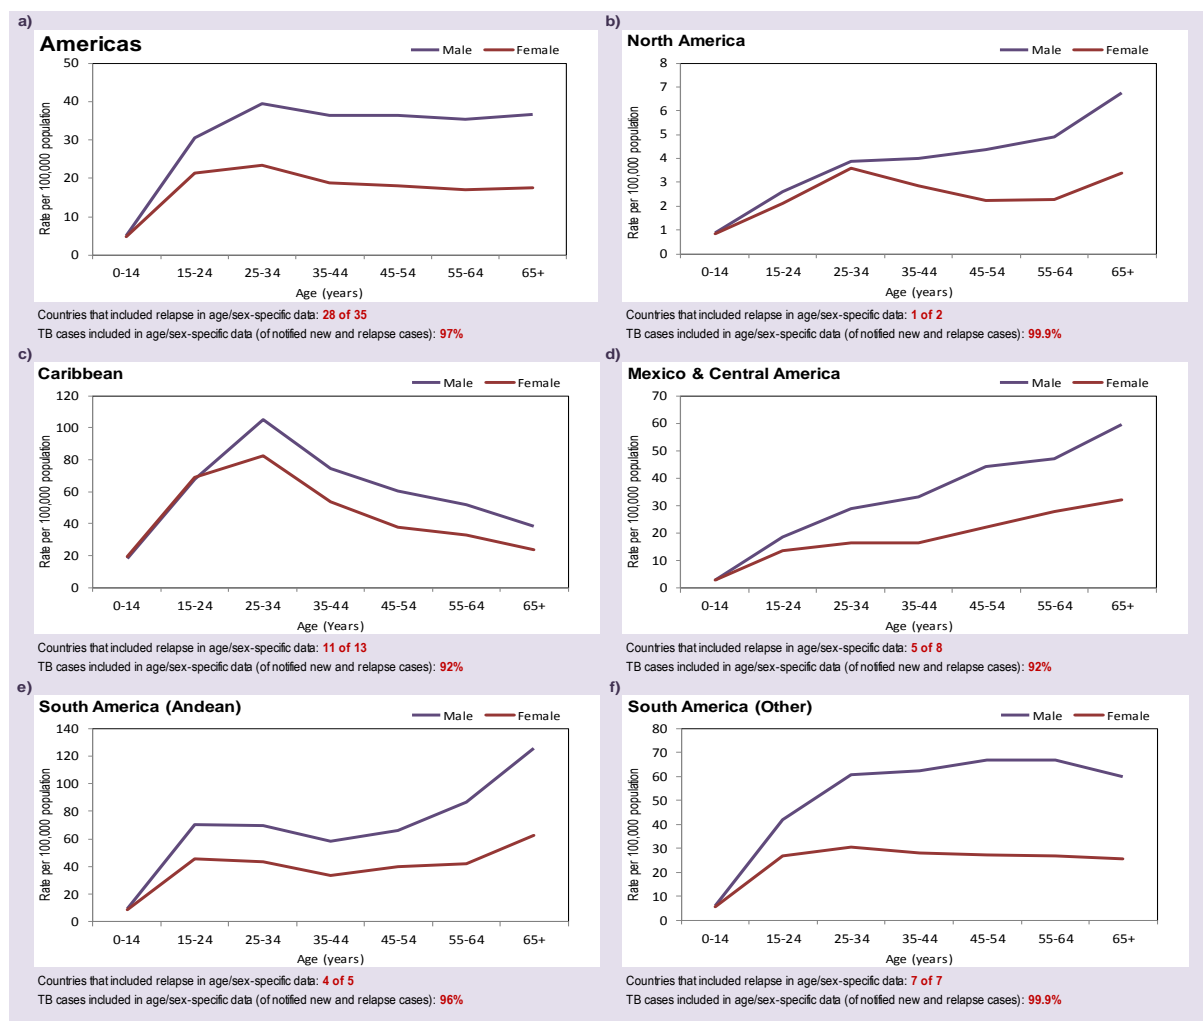 a)
Americas
Male Female
50
40
30
20
10
0
Rate per 100,000 population
0-14 15-24 25-34 35-44 45-54 55-64 65+
Age (years)
Countries that included relapse in age/sex-specific data: 28 of 35
TB cases included in age/sex-specific data (of notified new and relapse cases): 97%
b)
North America
Male Female
8
7
6
5
4
3
2
1
0
Rate per 100,000 population
0-14 15-24 25-34 35-44 45-54 55-64 65+
Age (years)
Countries that included relapse in age/sex-specific data: 1 of 2
TB cases included in age/sex-specific data (of notified new and relapse cases): 99.9%
c)
Caribbean
Male Female
120
100
80
60
40
20
0
Rate per 100,000 population
0-14 15-24 25-34 35-44 45-54 55-64 65+
Age (Years)
Countries that included relapse in age/sex-specific data: 11 of 13
TB cases included in age/sex-specific data (of notified new and relapse cases): 92%
d)
Mexico & Central America
Male Female
70
60
50
40
30
20
10
0
Rate per 100,000 population
0-14 15-24 25-34 35-44 45-54 55-64 65+
Age (years)
Countries that included relapse in age/sex-specific data: 5 of 8
TB cases included in age/sex-specific data (of notified new and relapse cases): 92%
e)
South America (Andean)
Male Female
140
120
100
80
60
40
20
0
Rate per 100,000 population
0-14 15-24 25-34 35-44 45-54 55-64 65+
Age (years)
Countries that included relapse in age/sex-specific data: 4 of 5
TB cases included in age/sex-specific data (of notified new and relapse cases): 96%
f)
South America (Other)
Male Female
80
70
60
50
40
30
20
10
0
Rate per 100,000 population
0-14 15-24 25-34 35-44 45-54 55-64 65+
Age (years)
Countries that included relapse in age/sex-specific data: 7 of 7
TB cases included in age/sex-specific data (of notified new and relapse cases): 99.9%